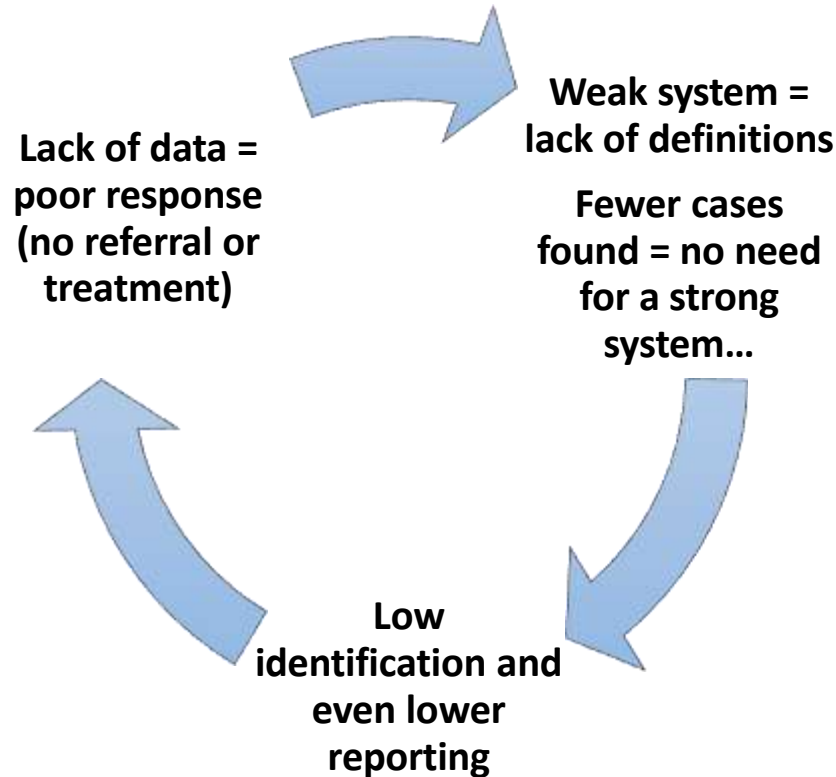 Lack of data =
poor response
(no referral or
treatment)
Weak system =
lack of definitions
Fewer cases
found = no need
for a strong
system...
Low
identification and
even lower
reporting